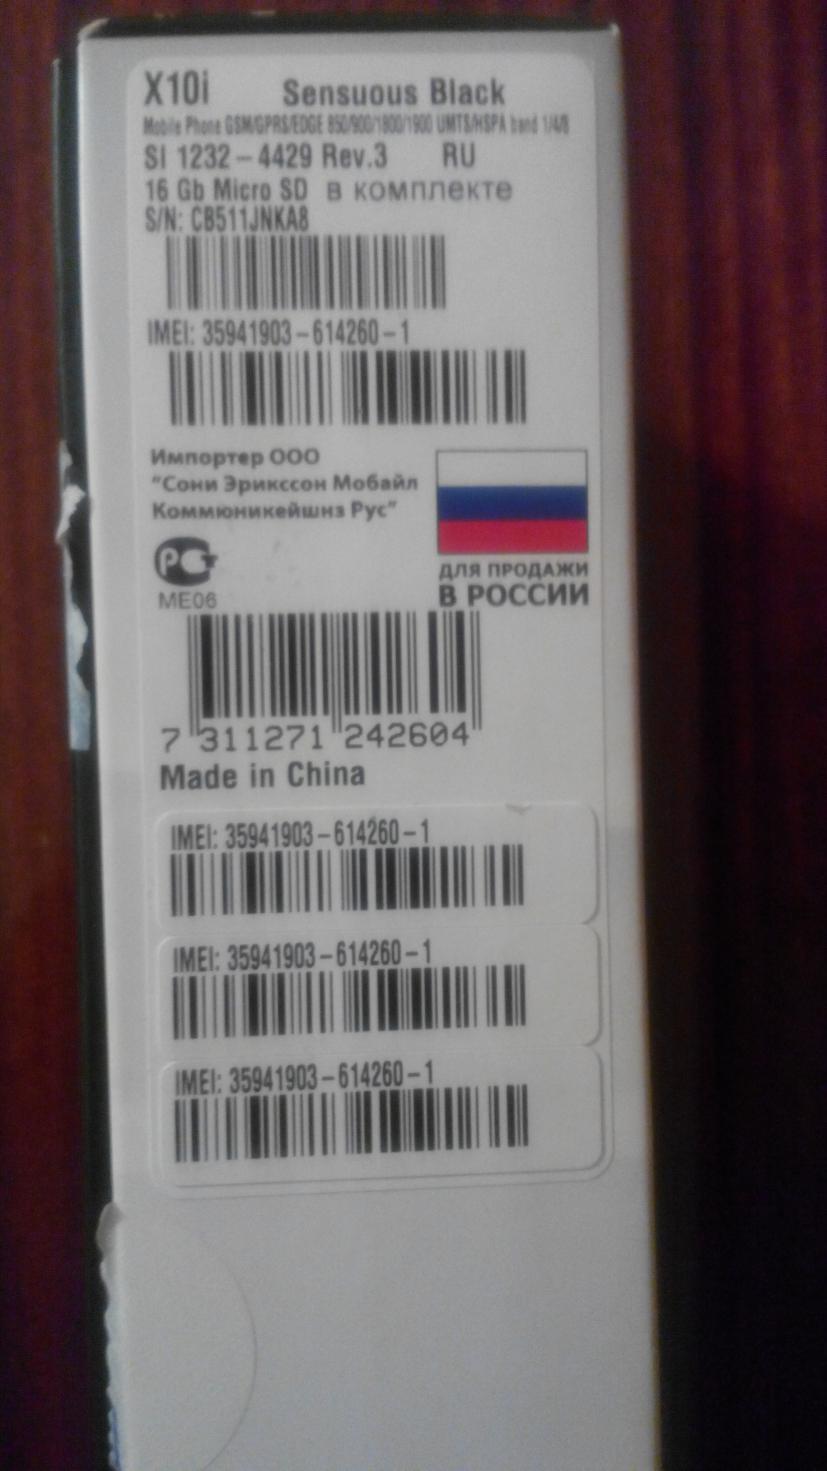 X10i Sensuous Black
Mobile Phone GSM/GPRS/EDGE 850/900/1800/1900 UMTS/HSPA band 1/4/8
SI 1232-4429 Rev.3 RU
16 Gb Micro SD в комплекте
S/N: CB511JNKA8
IMEI: 35941903-614260-1
Импортер ООО
"Сони Эрикссон Мобайл
Коммюникейшнз Рус"
РСТ
ME06
ДЛЯ ПРОДАЖИ
В РОССИИ
7 311271 242604
Made in China
IMEI: 35941903-614260-1
IMEI: 35941903-614260-1
IMEI: 35941903-614260-1